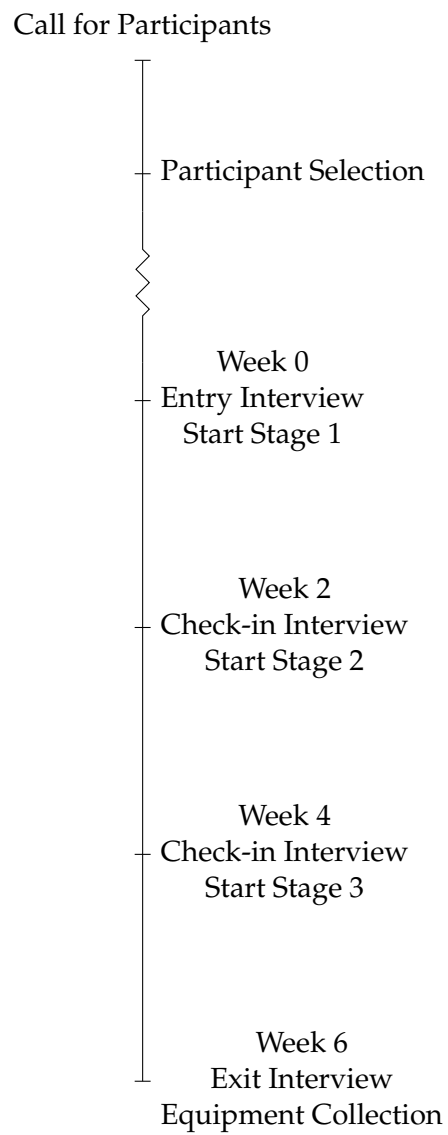 Call for Participants
Participant Selection
Week 0
Entry Interview
Start Stage 1
Week 2
Check-in Interview
Start Stage 2
Week 4
Check-in Interview
Start Stage 3
Week 6
Exit Interview
Equipment Collection